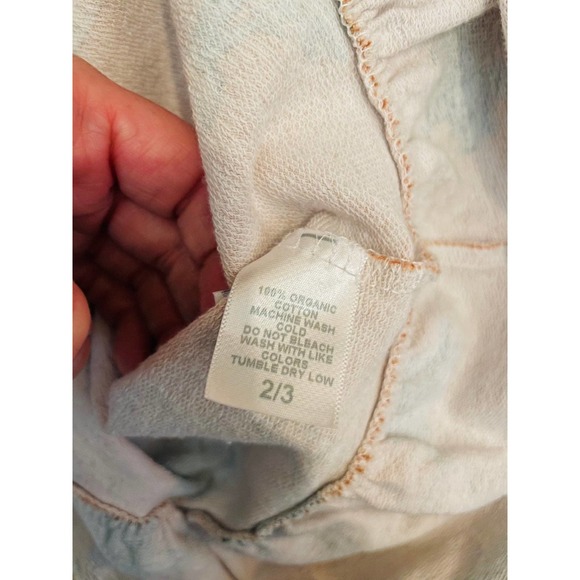 100% ORGANIC
COTTON
MACHINE WASH
COLD
DO NOT BLEACH
WASH WITH LIKE
COLORS
TUMBLE DRY LOW
2/3